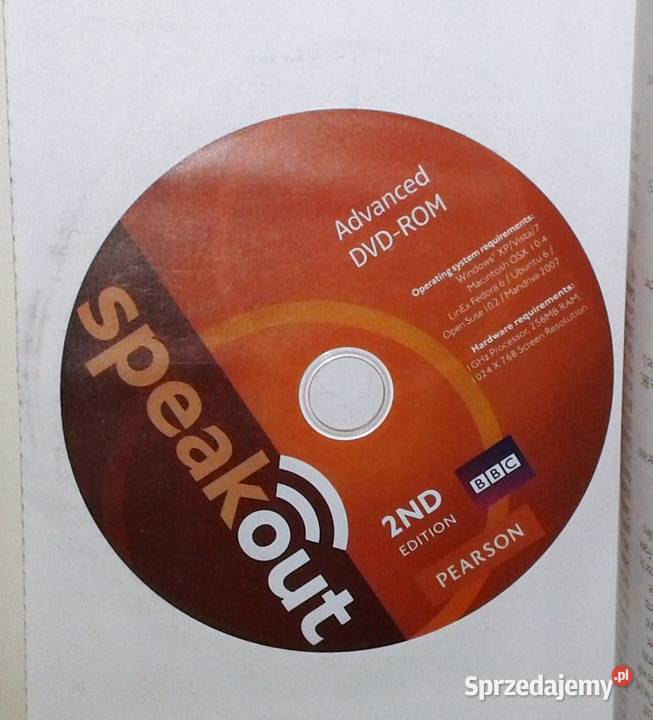 Advanced
DVD-ROM
Operating system requirements:
Windows® XP/Vista/7
Macintosh OSX 10.4
LinEx Fedora 6 / Ubuntu 6 /
Open Suse 10.2 / Mandriva 2007
Hardware requirements:
1GHz Processor, 256MB RAM,
1024 X 768 Screen Resolution
speakout
2ND
EDITION
BBC
PEARSON
Sprzedajemy.pl